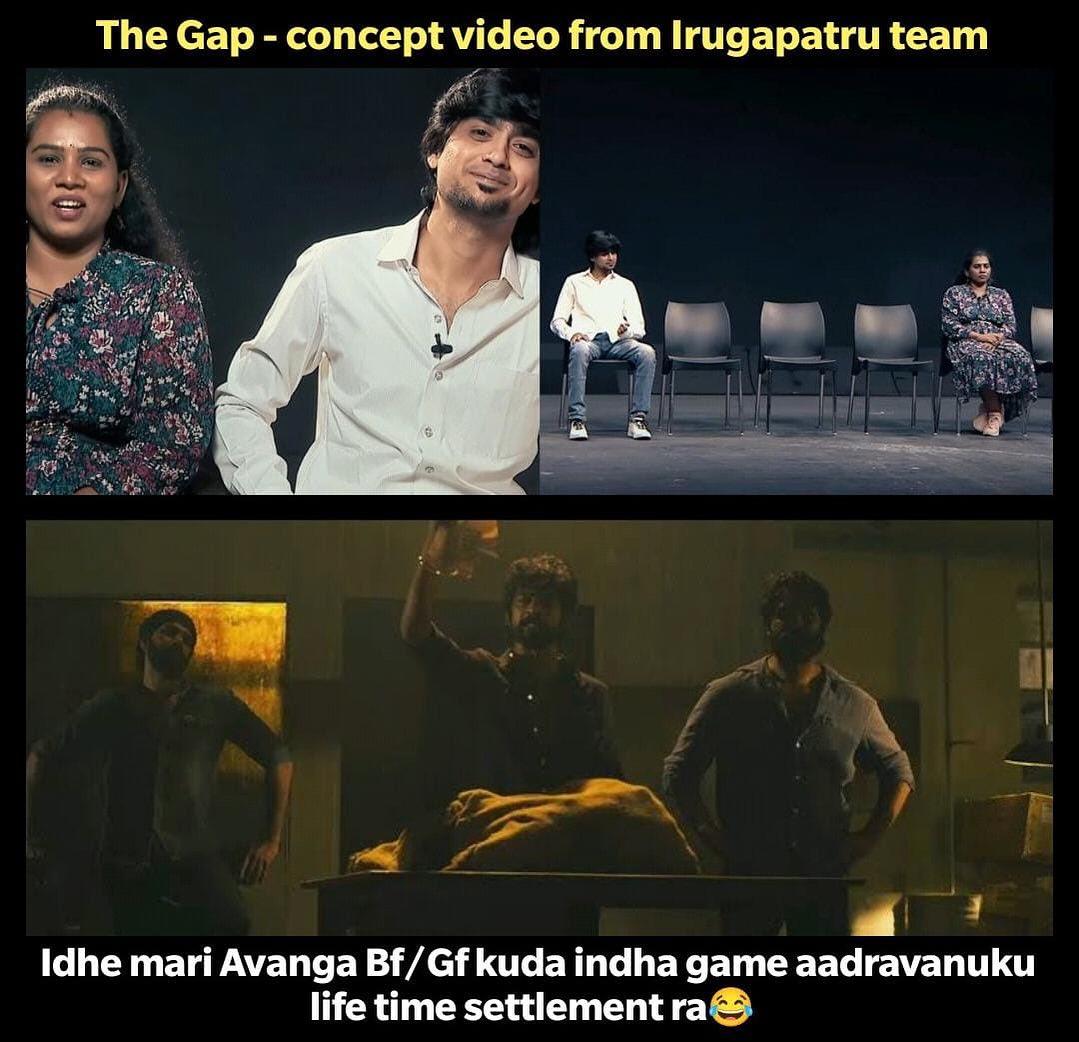 The Gap - concept video from Irugapatru team
Idhe mari Avanga Bf/Gf kuda indha game aadravanuku
life time settlement ra😂